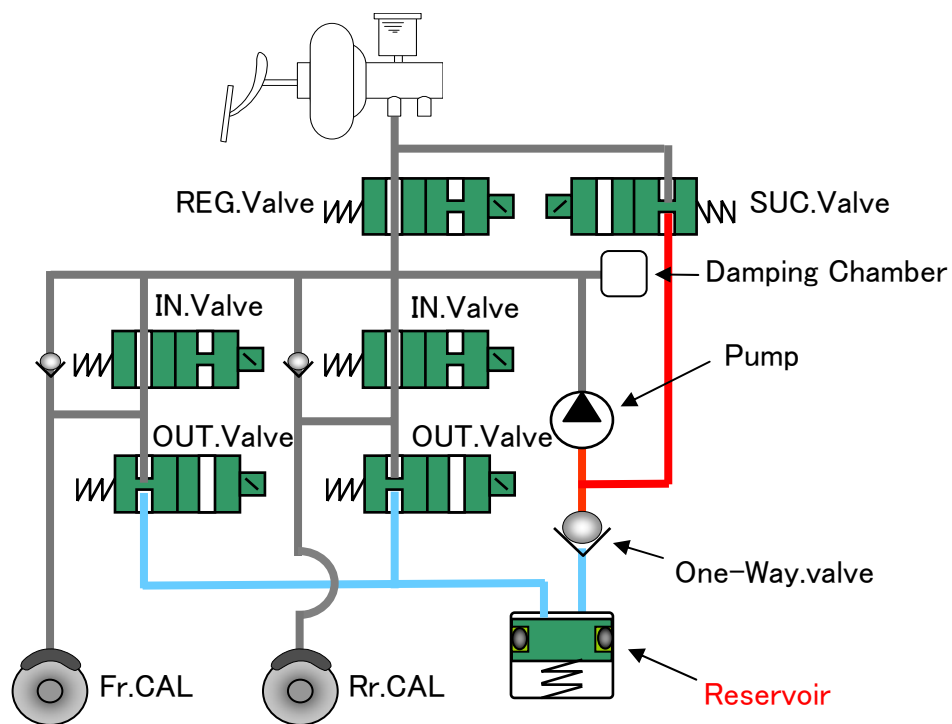 REG.Valve
SUC.Valve
Damping Chamber
IN.Valve
IN.Valve
Pump
OUT.Valve
OUT.Valve
One-Way.valve
Fr.CAL
Rr.CAL
Reservoir